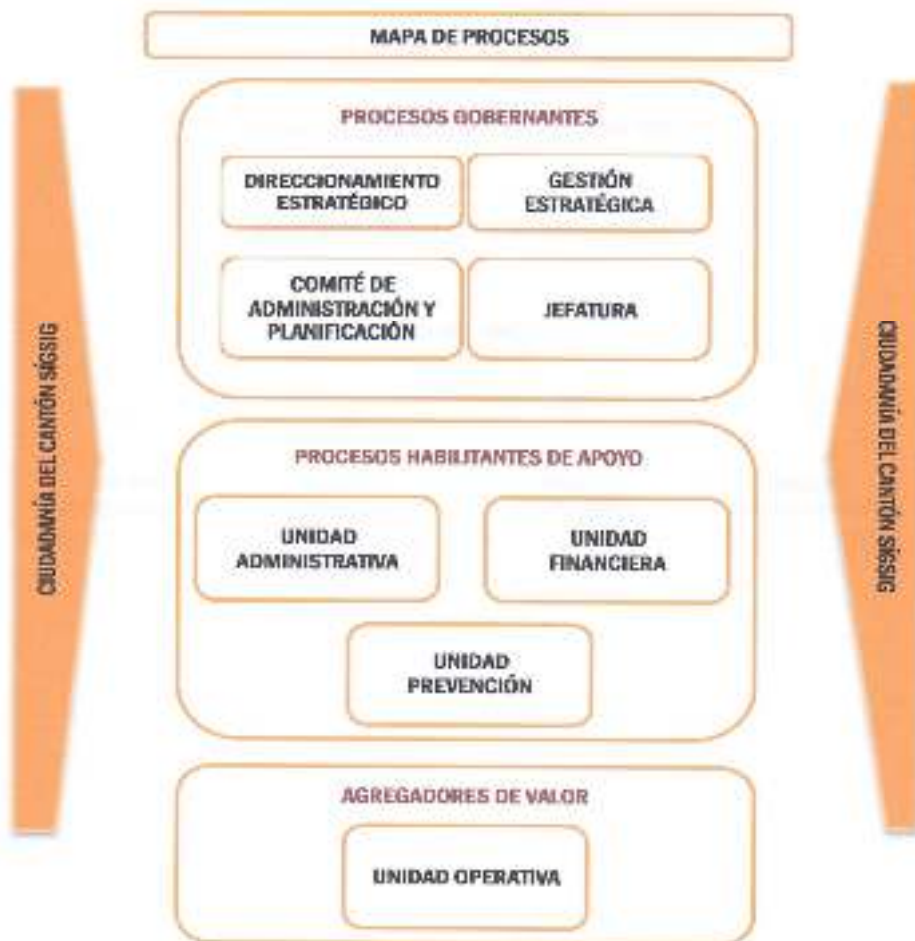 MAPA DE PROCESOS
PROCESOS GOBERNANTES
DIRECCIONAMIENTO
ESTRATÉGICO
GESTIÓN
ESTRATÉGICA
COMITÉ DE
ADMINISTRACIÓN Y
PLANIFICACIÓN
JEFATURA
CIUDADANÍA DEL CANTÓN SÍGSIG
CIUDADANÍA DEL CANTÓN SÍGSIG
PROCESOS HABILITANTES DE APOYO
UNIDAD
ADMINISTRATIVA
UNIDAD
FINANCIERA
UNIDAD
PREVENCIÓN
AGREGADORES DE VALOR
UNIDAD OPERATIVA